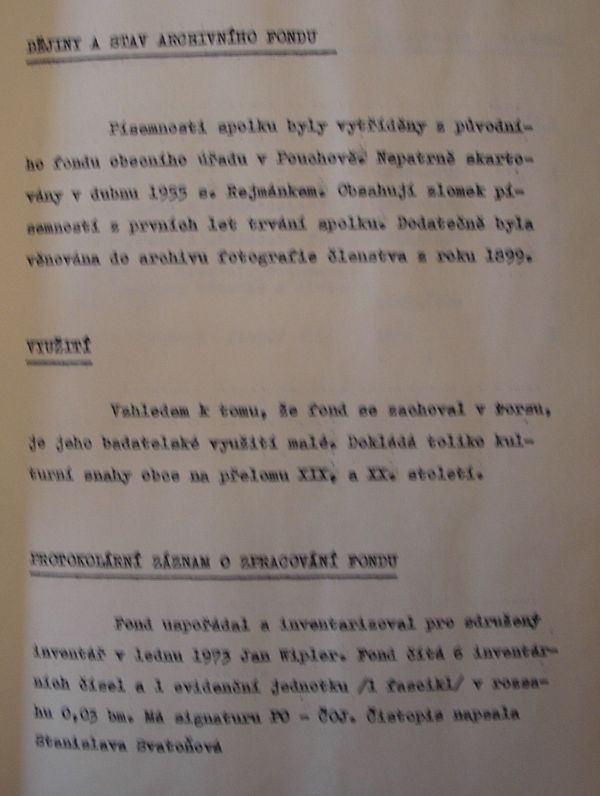 DĚJINY A STAV ARCHIVNÍHO FONDU
Písemnosti spolku byly vytříděny z původní-
ho fondu obecního úřadu v Pouchově. Nepatrně skarto-
vány v dubnu 1955 s. Rejmánkem. Obsahují zlomek pí-
semností z prvních let trvání spolku. Dodatečně byla
věnována do archivu fotografie členstva z roku 1899.
VYUŽITÍ
Vzhledem k tomu, že fond se zachoval v torsu,
je jeho badatelské využití malé. Dokládá toliko kul-
turní snahy obce na přelomu XIX. a XX. století.
PROTOKOLÁRNÍ ZÁZNAM O ZPRACOVÁNÍ FONDU
Fond uspořádal a inventarizoval pro sdružený
inventář v lednu 1973 Jan Wipler. Fond čítá 6 inventár-
ních čísel a 1 evidenční jednotku /1 fascikl/ v rozsa-
hu 0,03 bm. Má signaturu PO - ČOJ. Čistopis napsala
Stanislava Svatoňová